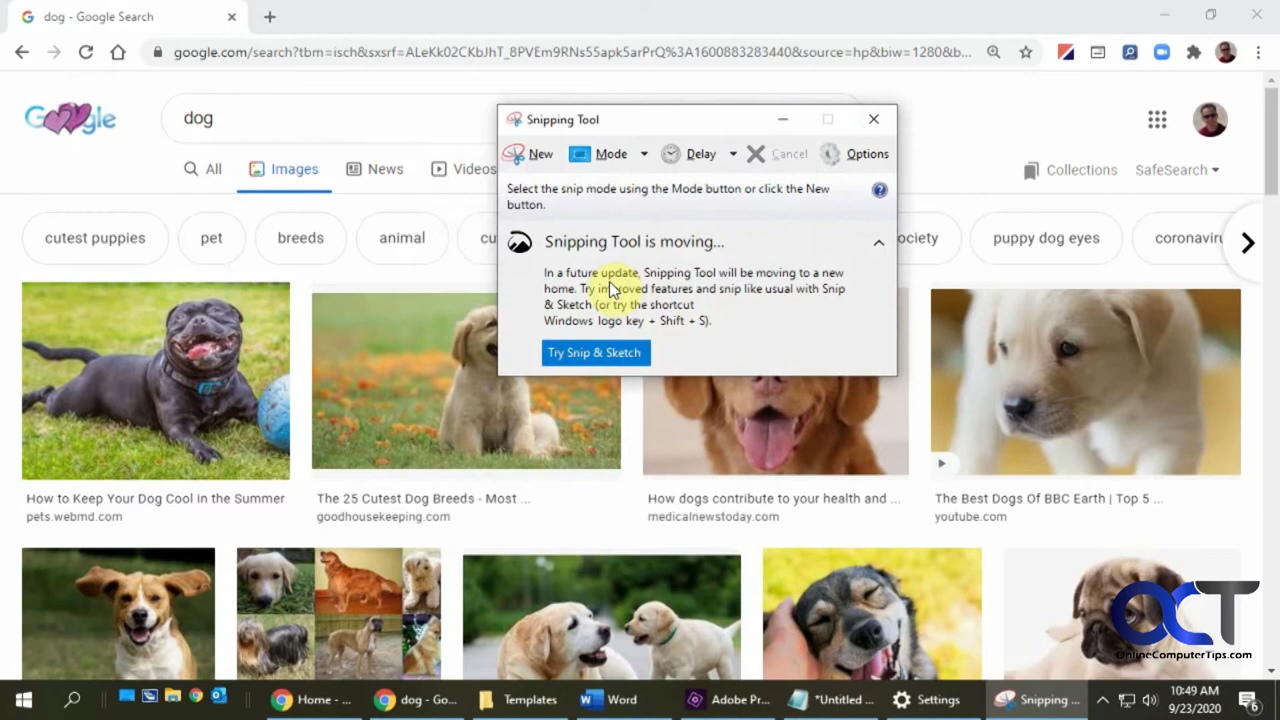 dog - Google Search
google.com/search?tbm=isch&sxsrf=ALeKk02CKbJhT_8PVEm9RNs55apk5arPrQ%3A1600883283440&source=hp&biw=1280&b...
Google
dog
All
Images
News
Videos
Collections
SafeSearch
Snipping Tool
New
Mode
Delay
Cancel
Options
Select the snip mode using the Mode button or click the New
button.
Snipping Tool is moving...
In a future update, Snipping Tool will be moving to a new
home. Try improved features and snip like usual with Snip
& Sketch (or try the shortcut
Windows logo key + Shift + S).
Try Snip & Sketch
cutest puppies
pet
breeds
animal
cu
ociety
puppy dog eyes
coronaviru
How to Keep Your Dog Cool in the Summer
pets.webmd.com
The 25 Cutest Dog Breeds - Most ...
goodhousekeeping.com
How dogs contribute to your health and ...
medicalnewstoday.com
The Best Dogs Of BBC Earth | Top 5 ...
youtube.com
OCT
OnlineComputerTips.com
Home - ...
dog - Go...
Templates
Word
Adobe Pr...
*Untitled ...
Settings
Snipping ...
10:49 AM
9/23/2020
6